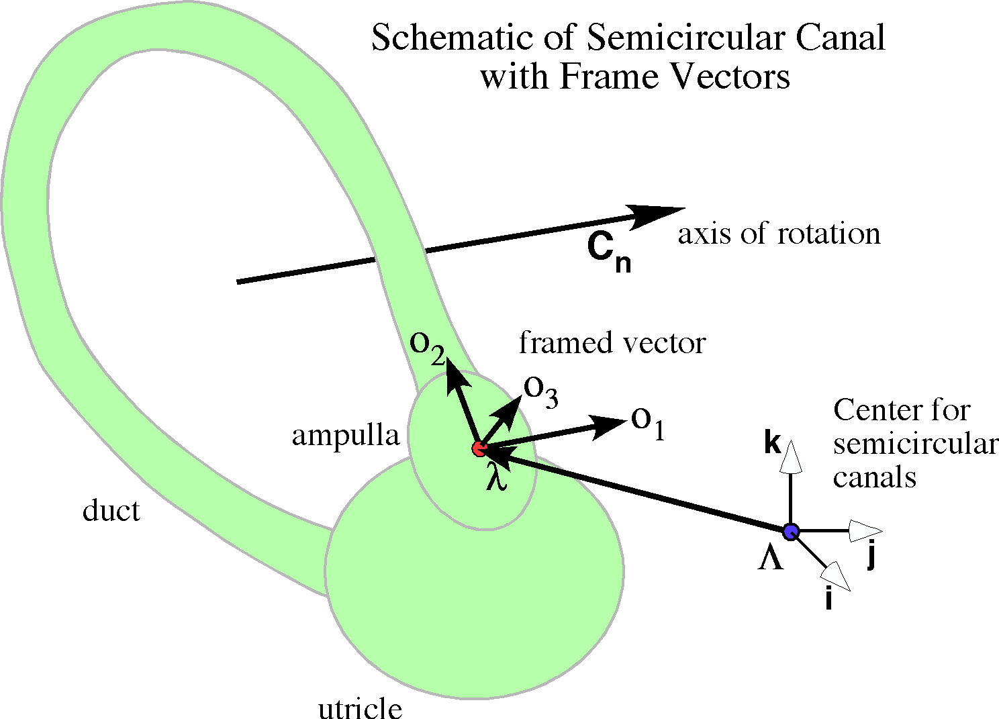 Schematic of Semicircular Canal
with Frame Vectors
axis of rotation
Cn
o2
framed vector
o3
o1
ampulla
λ
Center for
semicircular
canals
k
j
i
Λ
duct
utricle